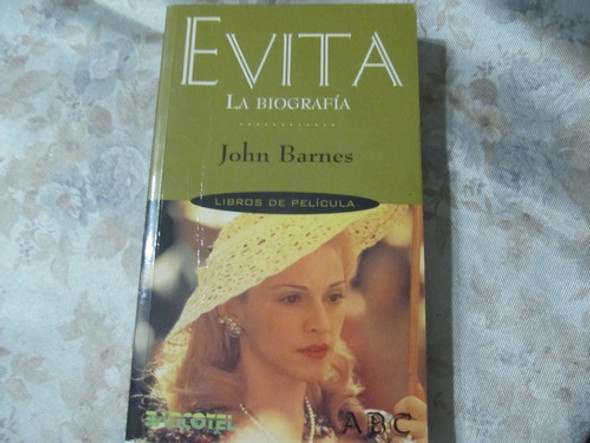 EVITA
LA BIOGRAFÍA
John Barnes
LIBROS DE PELÍCULA
ABC